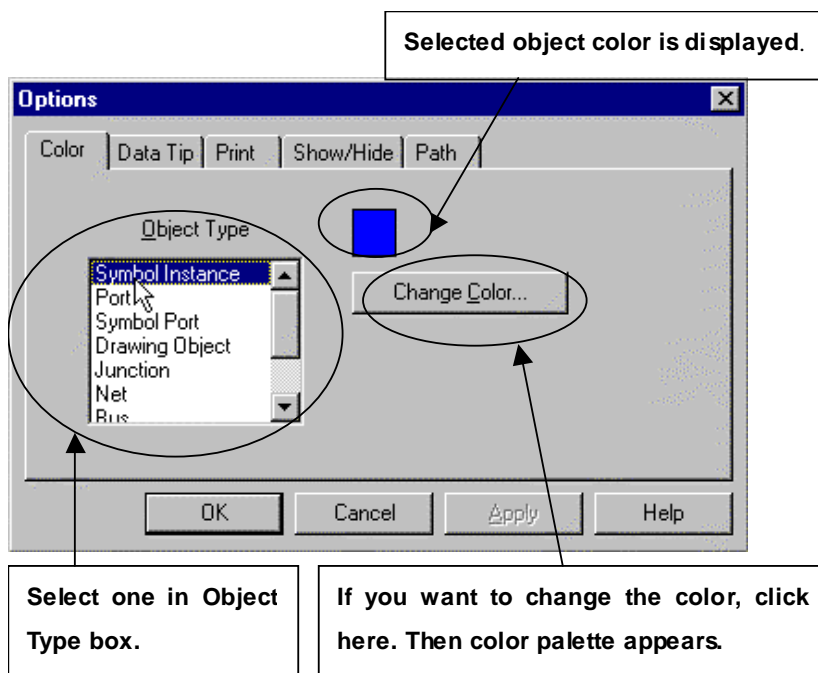 Selected object color is displayed.
Options
Color Data Tip Print Show/Hide Path
Object Type
Symbol Instance
Port
Symbol Port
Drawing Object
Junction
Net
Bus
Change Color...
OK Cancel Apply Help
Select one in Object
Type box.
If you want to change the color, click
here. Then color palette appears.